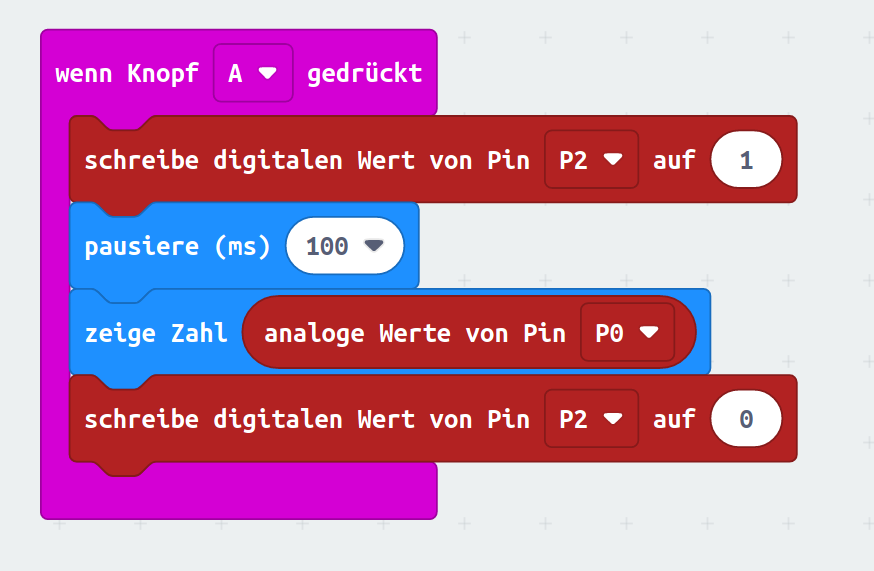 wenn Knopf A gedrückt
schreibe digitalen Wert von Pin P2 auf 1
pausiere (ms) 100
zeige Zahl analoge Werte von Pin P0
schreibe digitalen Wert von Pin P2 auf 0